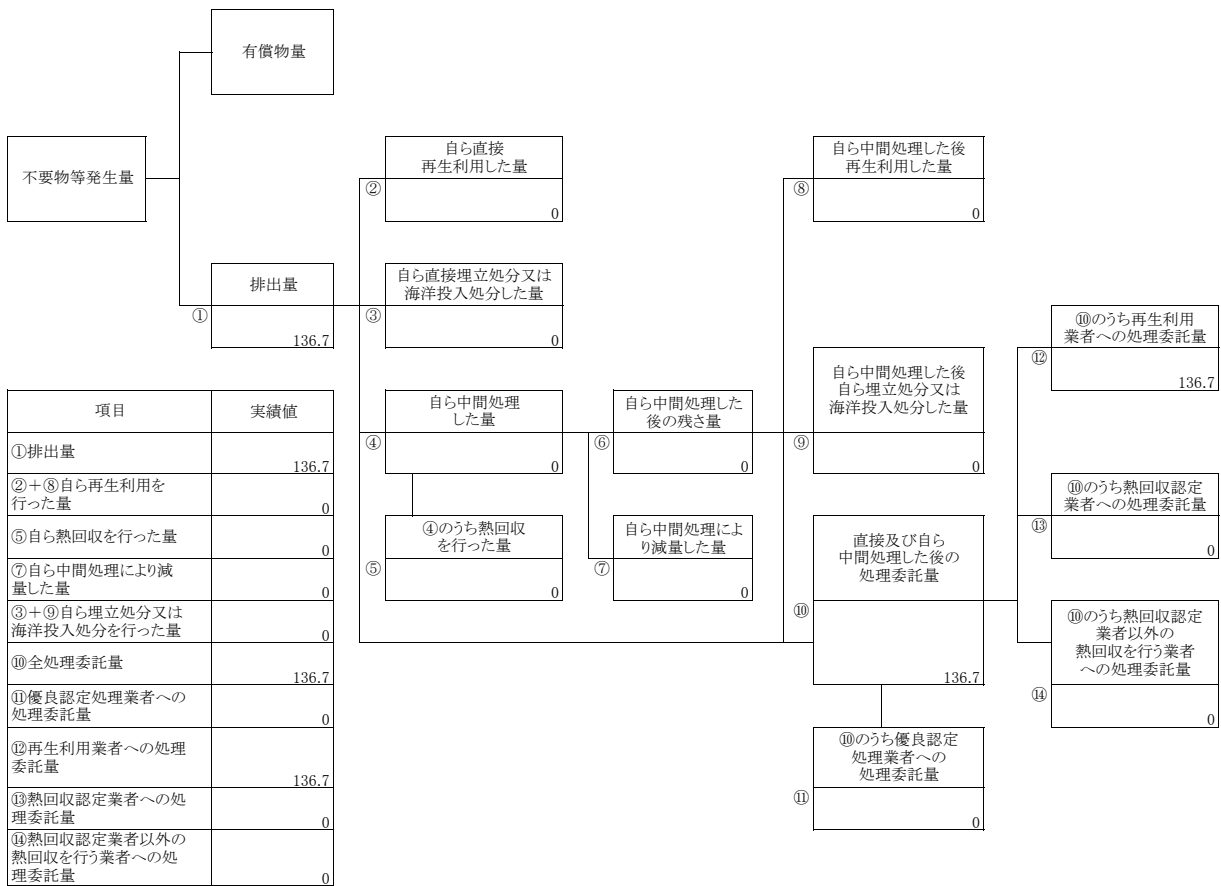 有償物量
不要物等発生量
自ら直接
再生利用した量
②
0
自ら中間処理した後
再生利用した量
⑧
0
排出量
①
136.7
自ら直接埋立処分又は
海洋投入処分した量
③
0
⑩のうち再生利用
業者への処理委託量
⑫
136.7
自ら中間処理
した量
④
0
自ら中間処理した
後の残さ量
⑥
0
自ら中間処理した後
自ら埋立処分又は
海洋投入処分した量
⑨
0
⑩のうち熱回収認定
業者への処理委託量
⑬
0
④のうち熱回収
を行った量
⑤
0
自ら中間処理によ
り減量した量
⑦
0
直接及び自ら
中間処理した後の
処理委託量
⑩
136.7
⑩のうち熱回収認定
業者以外の
熱回収を行う業者
への処理委託量
⑭
0
⑩のうち優良認定
処理業者への
処理委託量
⑪
0
項目 実績値
①排出量
136.7
②+⑧自ら再生利用を
行った量
0
⑤自ら熱回収を行った量
0
⑦自ら中間処理により減
量した量
0
③+⑨自ら埋立処分又は
海洋投入処分を行った量
0
⑩全処理委託量
136.7
⑪優良認定処理業者への
処理委託量
0
⑫再生利用業者への処理
委託量
136.7
⑬熱回収認定業者への処
理委託量
0
⑭熱回収認定業者以外の
熱回収を行う業者への処
理委託量
0